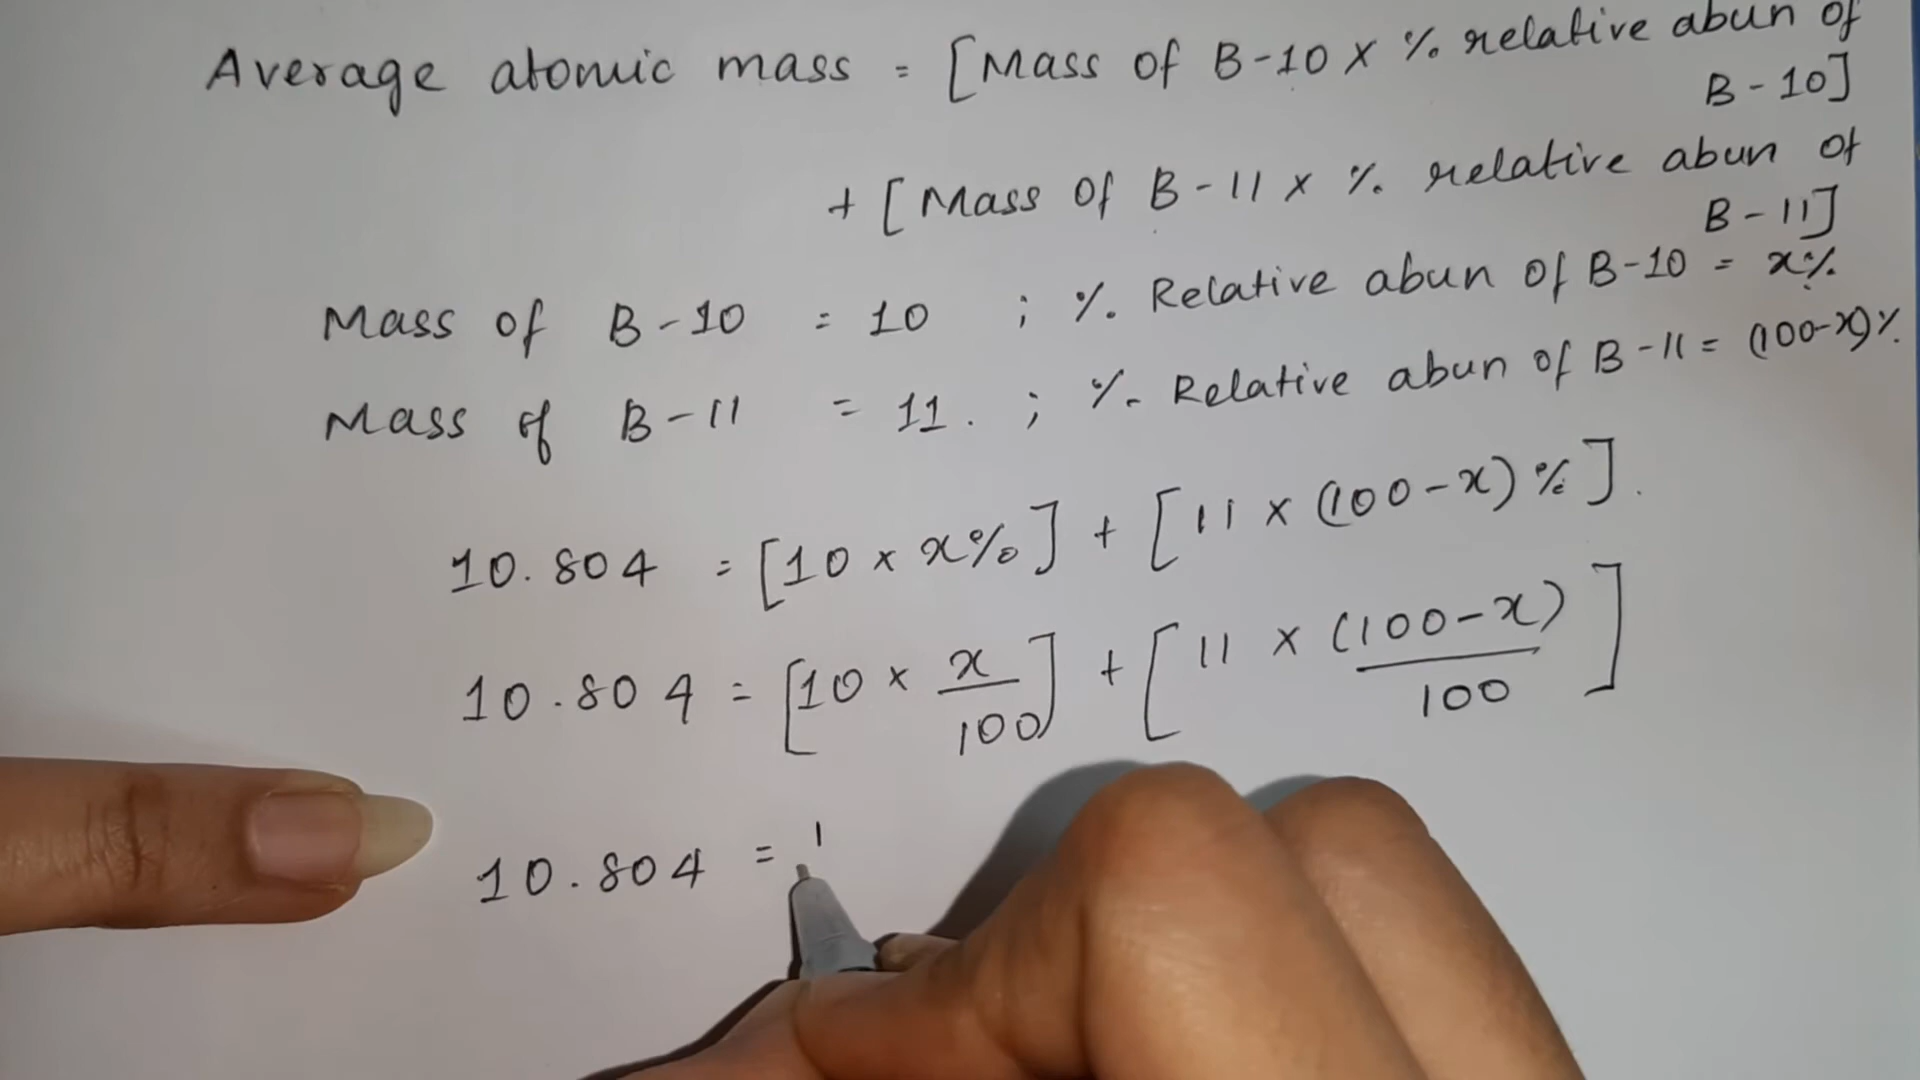 Average atomic mass = [Mass of B-10 x % relative abun of
B-10]
+ [Mass of B-11 x % relative abun of
B-11]
Mass of B-10 = 10 ; % Relative abun of B-10 = x%
Mass of B-11 = 11. ; % Relative abun of B-11 = (100-x)%
10.804 = [10 x x%] + [11 x (100-x)%].
10.804 = [10 x x/100] + [11 x (100-x)/100]
10.804 = 1